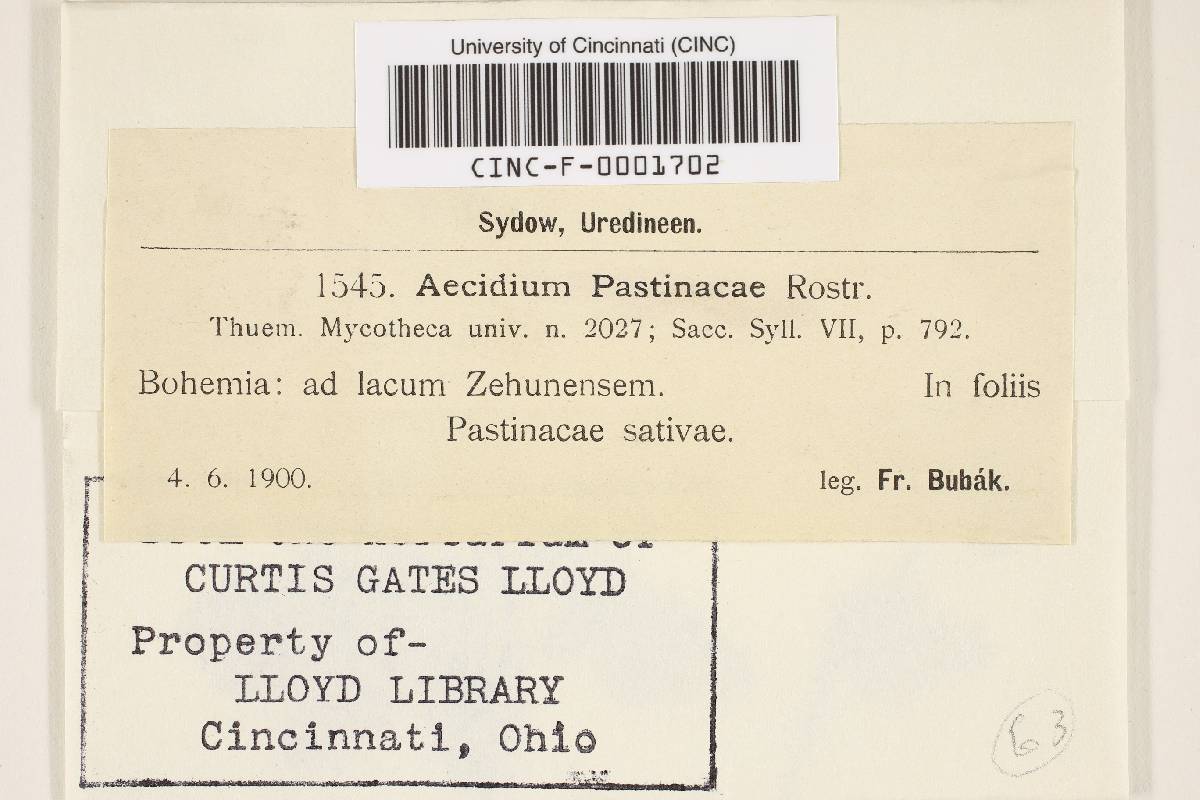 University of Cincinnati (CINC)
CINC-F-0001702
Sydow, Uredineen.
1545. Aecidium Pastinacae Rostr.
Thuem. Mycotheca univ. n. 2027; Sacc. Syll. VII, p. 792.
Bohemia: ad lacum Zehunensem. In foliis
Pastinacae sativae.
4. 6. 1900. leg. Fr. Bubák.
CURTIS GATES LLOYD
Property of-
LLOYD LIBRARY
Cincinnati, Ohio
63